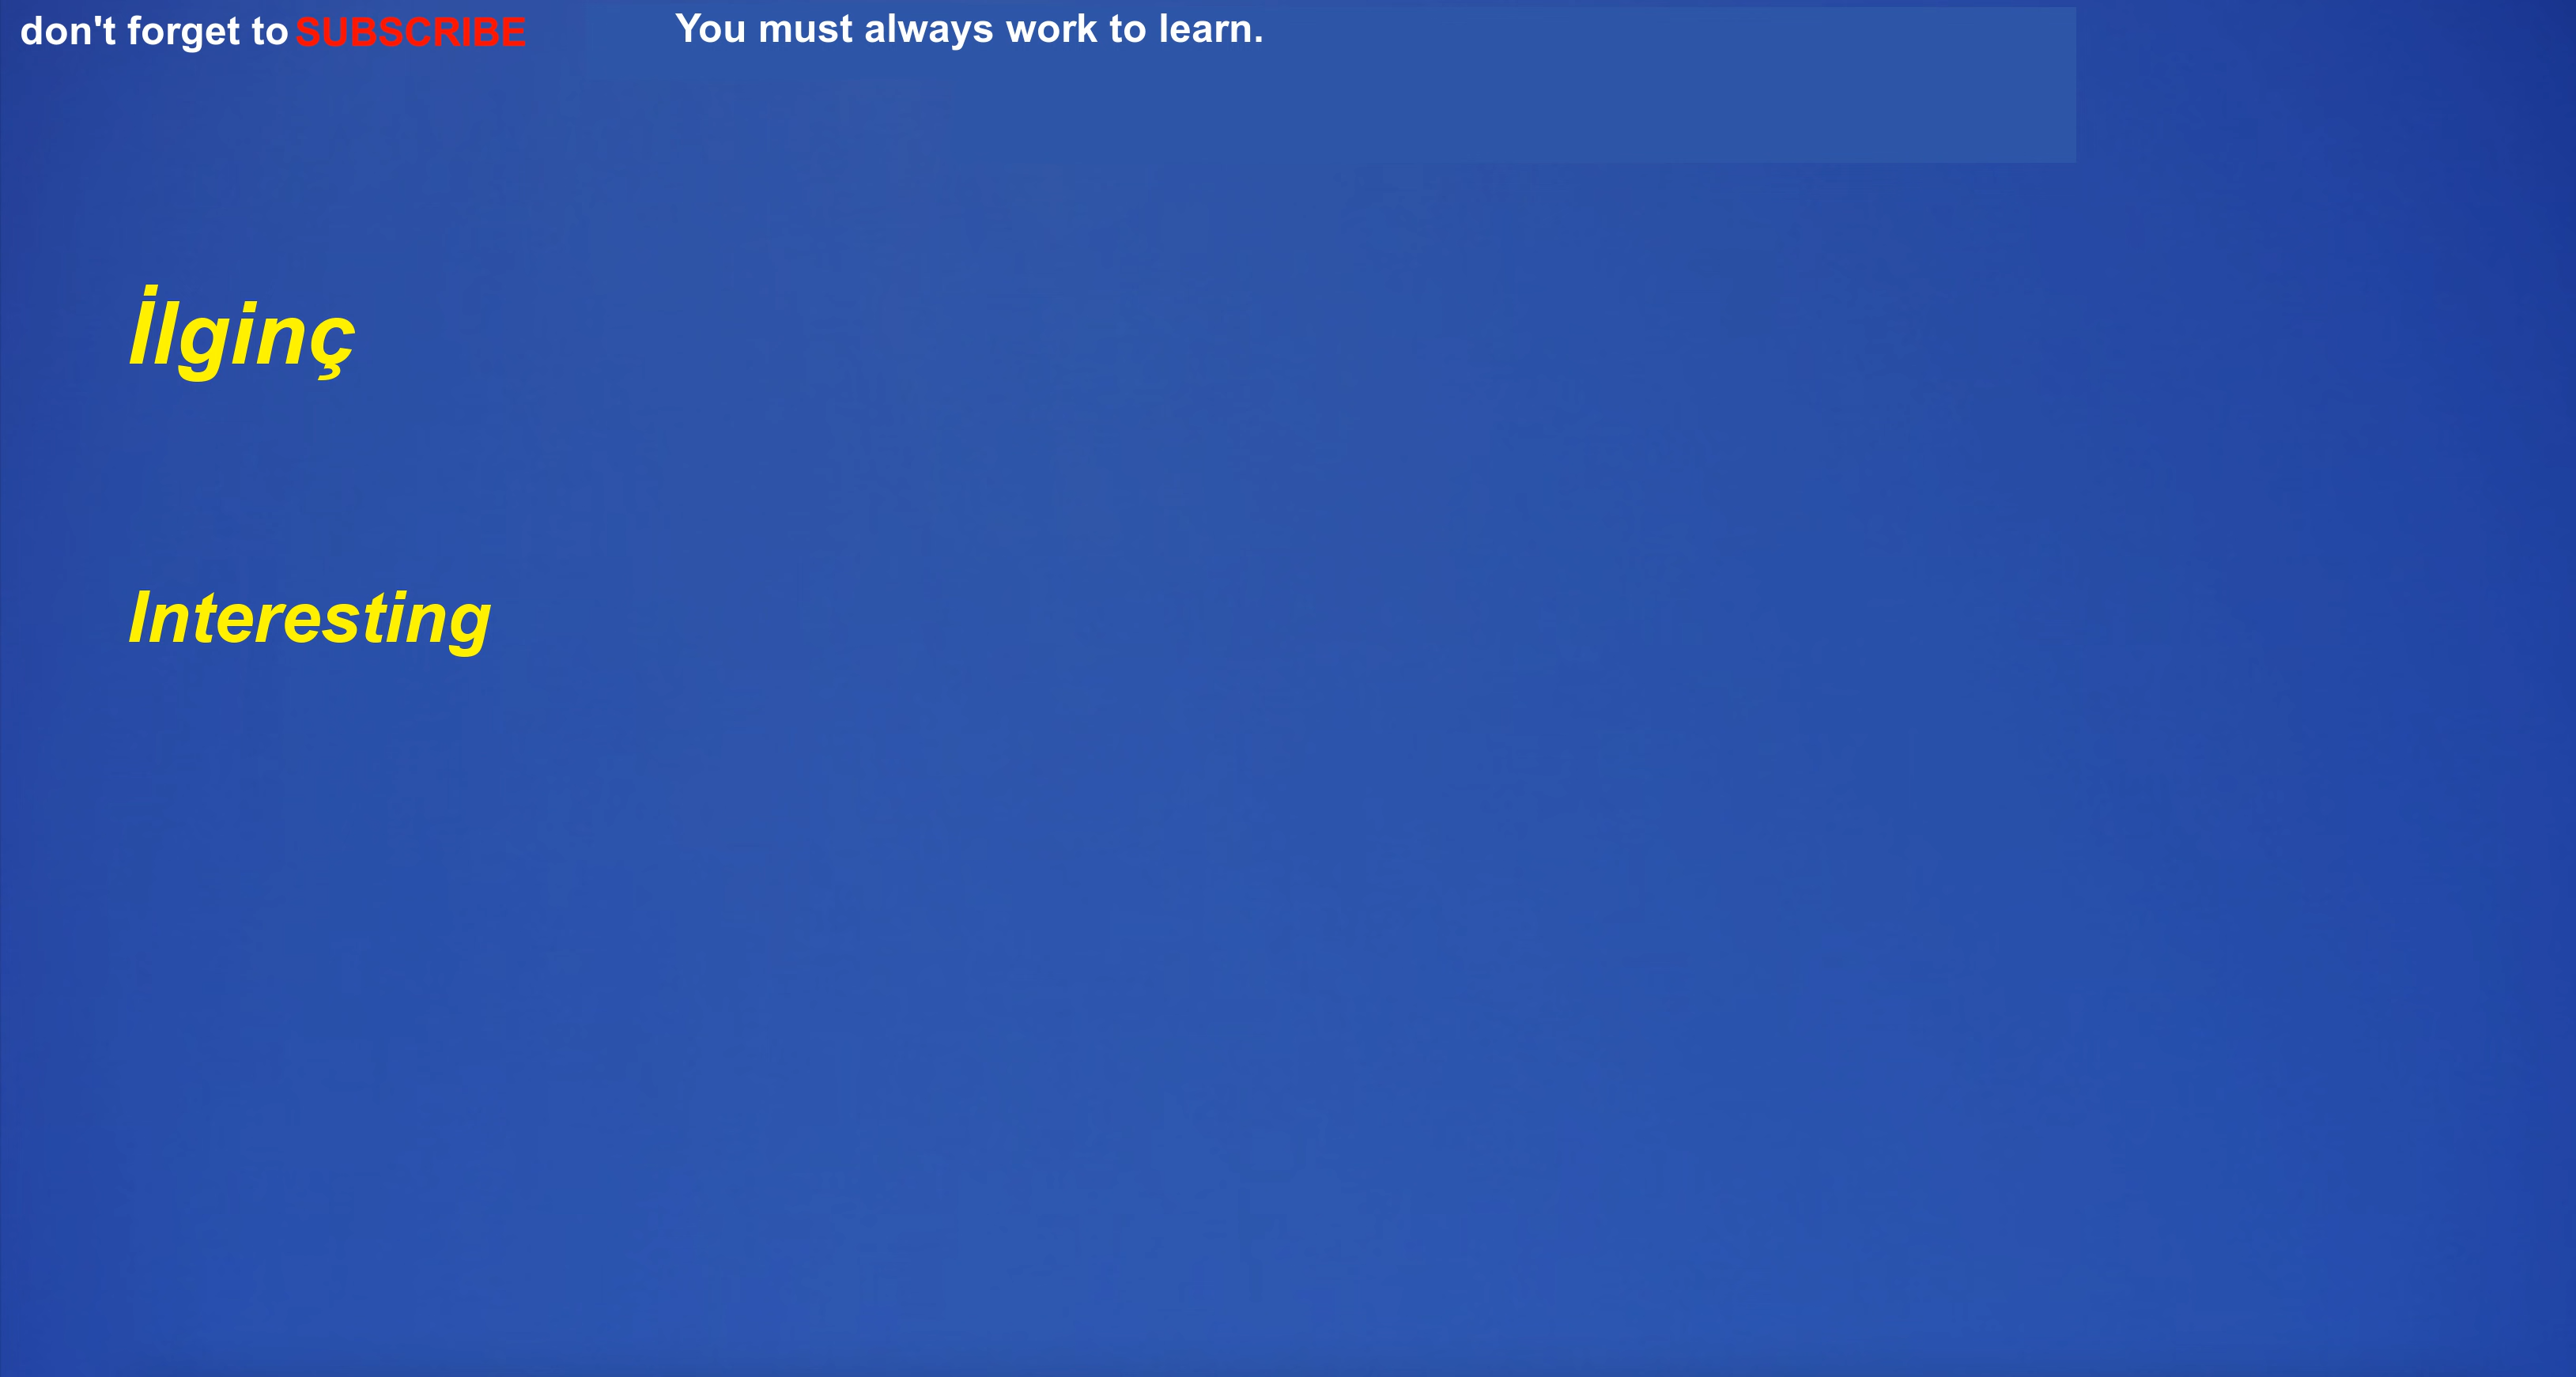 don't forget to SUBSCRIBE
You must always work to learn.
İlginç
Interesting